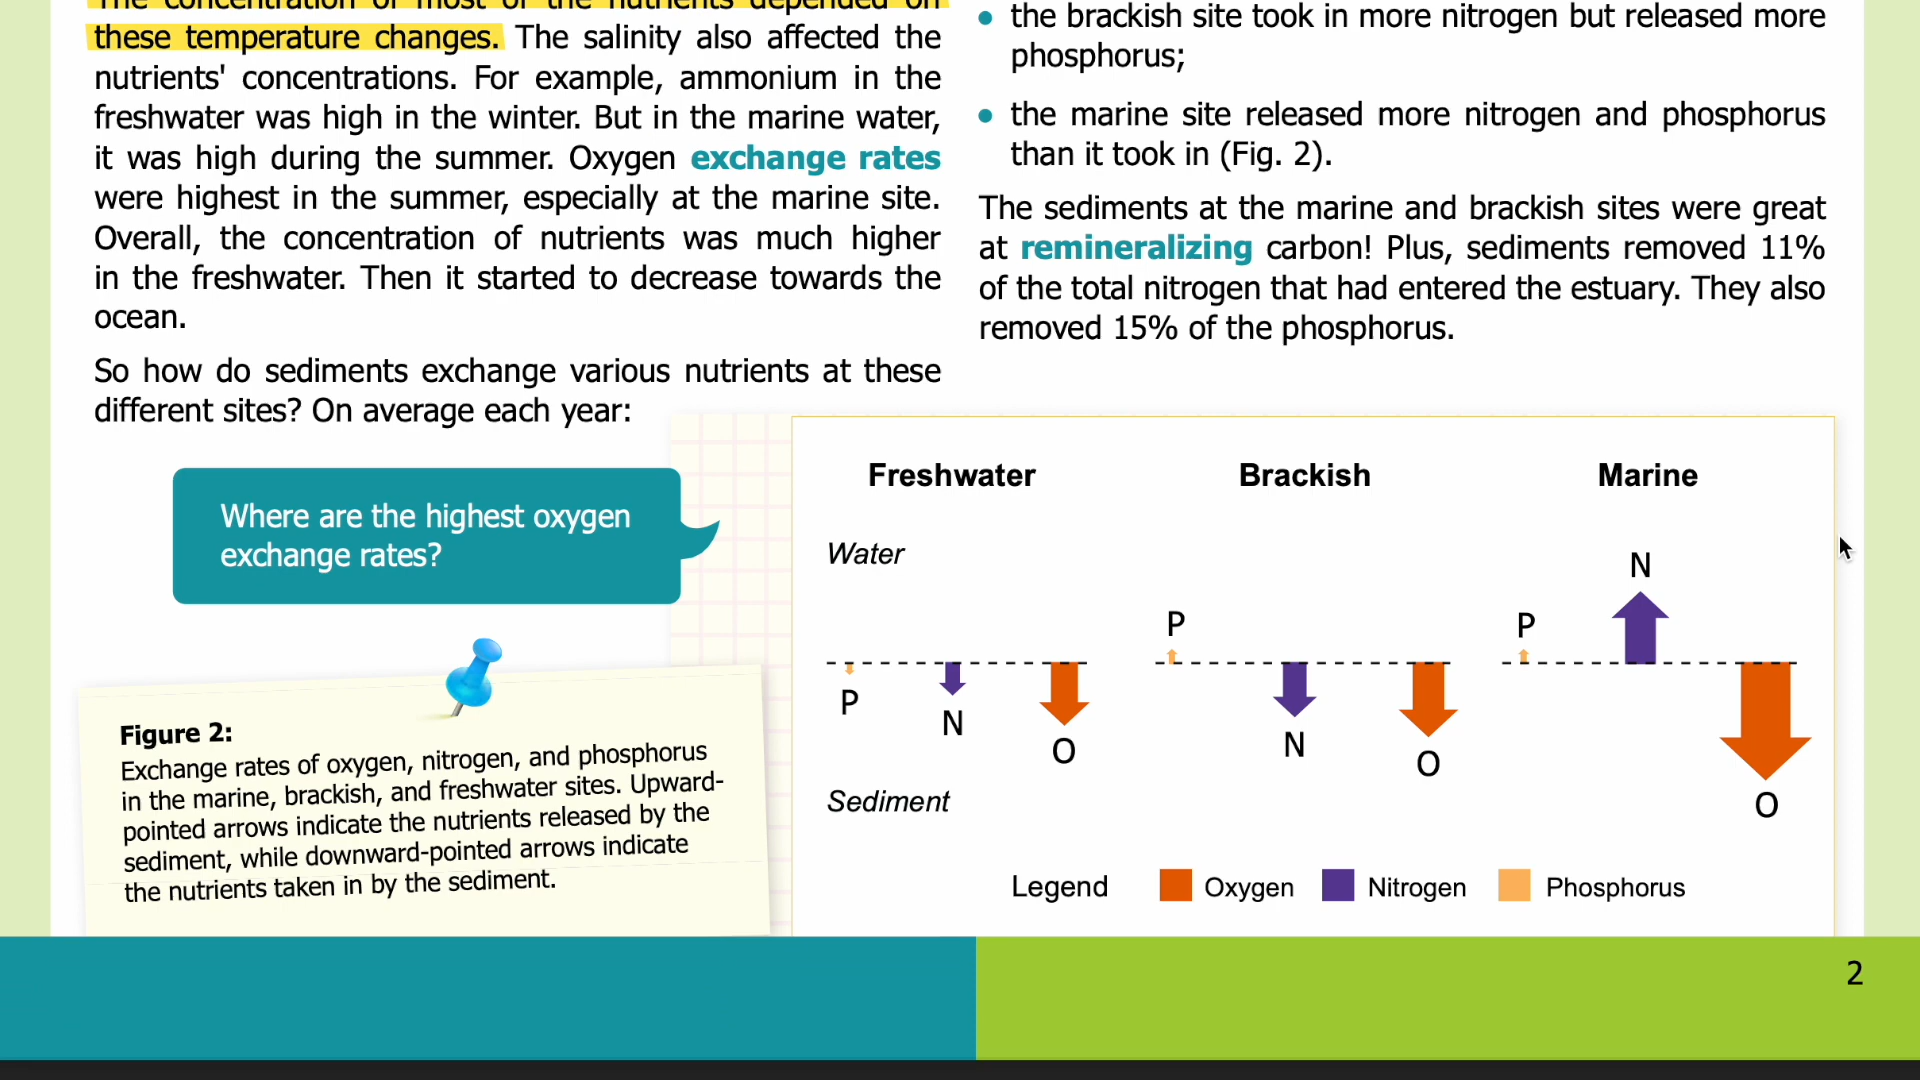 The concentration of most of the nutrients depended on
these temperature changes. The salinity also affected the
nutrients' concentrations. For example, ammonium in the
freshwater was high in the winter. But in the marine water,
it was high during the summer. Oxygen exchange rates
were highest in the summer, especially at the marine site.
Overall, the concentration of nutrients was much higher
in the freshwater. Then it started to decrease towards the
ocean.
So how do sediments exchange various nutrients at these
different sites? On average each year:
• the brackish site took in more nitrogen but released more
phosphorus;
• the marine site released more nitrogen and phosphorus
than it took in (Fig. 2).
The sediments at the marine and brackish sites were great
at remineralizing carbon! Plus, sediments removed 11%
of the total nitrogen that had entered the estuary. They also
removed 15% of the phosphorus.
Where are the highest oxygen
exchange rates?
Figure 2:
Exchange rates of oxygen, nitrogen, and phosphorus
in the marine, brackish, and freshwater sites. Upward-
pointed arrows indicate the nutrients released by the
sediment, while downward-pointed arrows indicate
the nutrients taken in by the sediment.
Freshwater Brackish Marine
Water
N
P P
P
N N
O O
Sediment O
Legend Oxygen Nitrogen Phosphorus
2